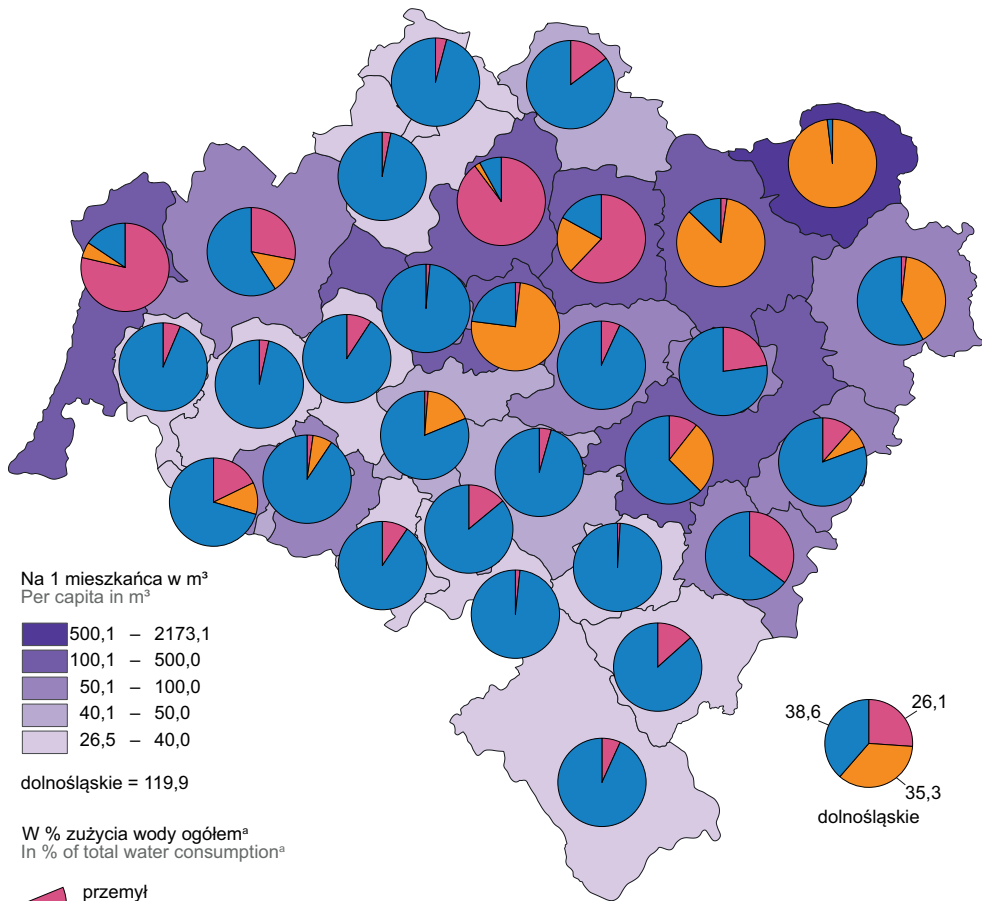 Na 1 mieszkańca w m³
Per capita in m³
500,1 – 2173,1
100,1 – 500,0
50,1 – 100,0
40,1 – 50,0
26,5 – 40,0
dolnośląskie = 119,9
W % zużycia wody ogółemª
In % of total water consumptionª
przemył
38,6
26,1
35,3
dolnośląskie